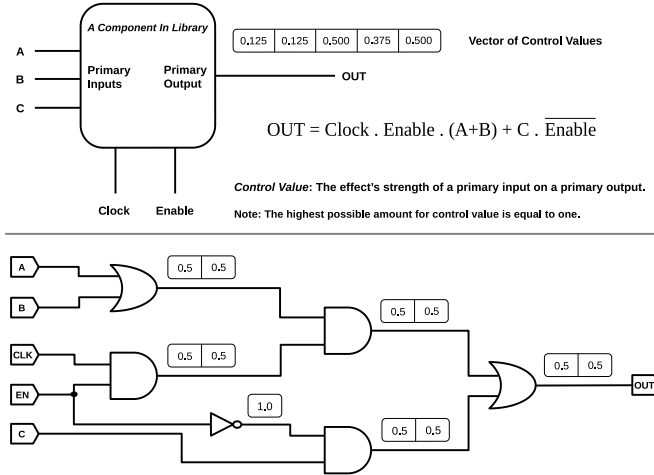 A Component In Library
0.125 0.125 0.500 0.375 0.500
Vector of Control Values
A
B
C
Primary Inputs
Primary Output
OUT
OUT = Clock . Enable . (A+B) + C . Enable
Clock
Enable
Control Value: The effect's strength of a primary input on a primary output.
Note: The highest possible amount for control value is equal to one.
A
B
0.5 0.5
0.5 0.5
CLK
0.5 0.5
0.5 0.5
EN
OUT
1.0
C
0.5 0.5